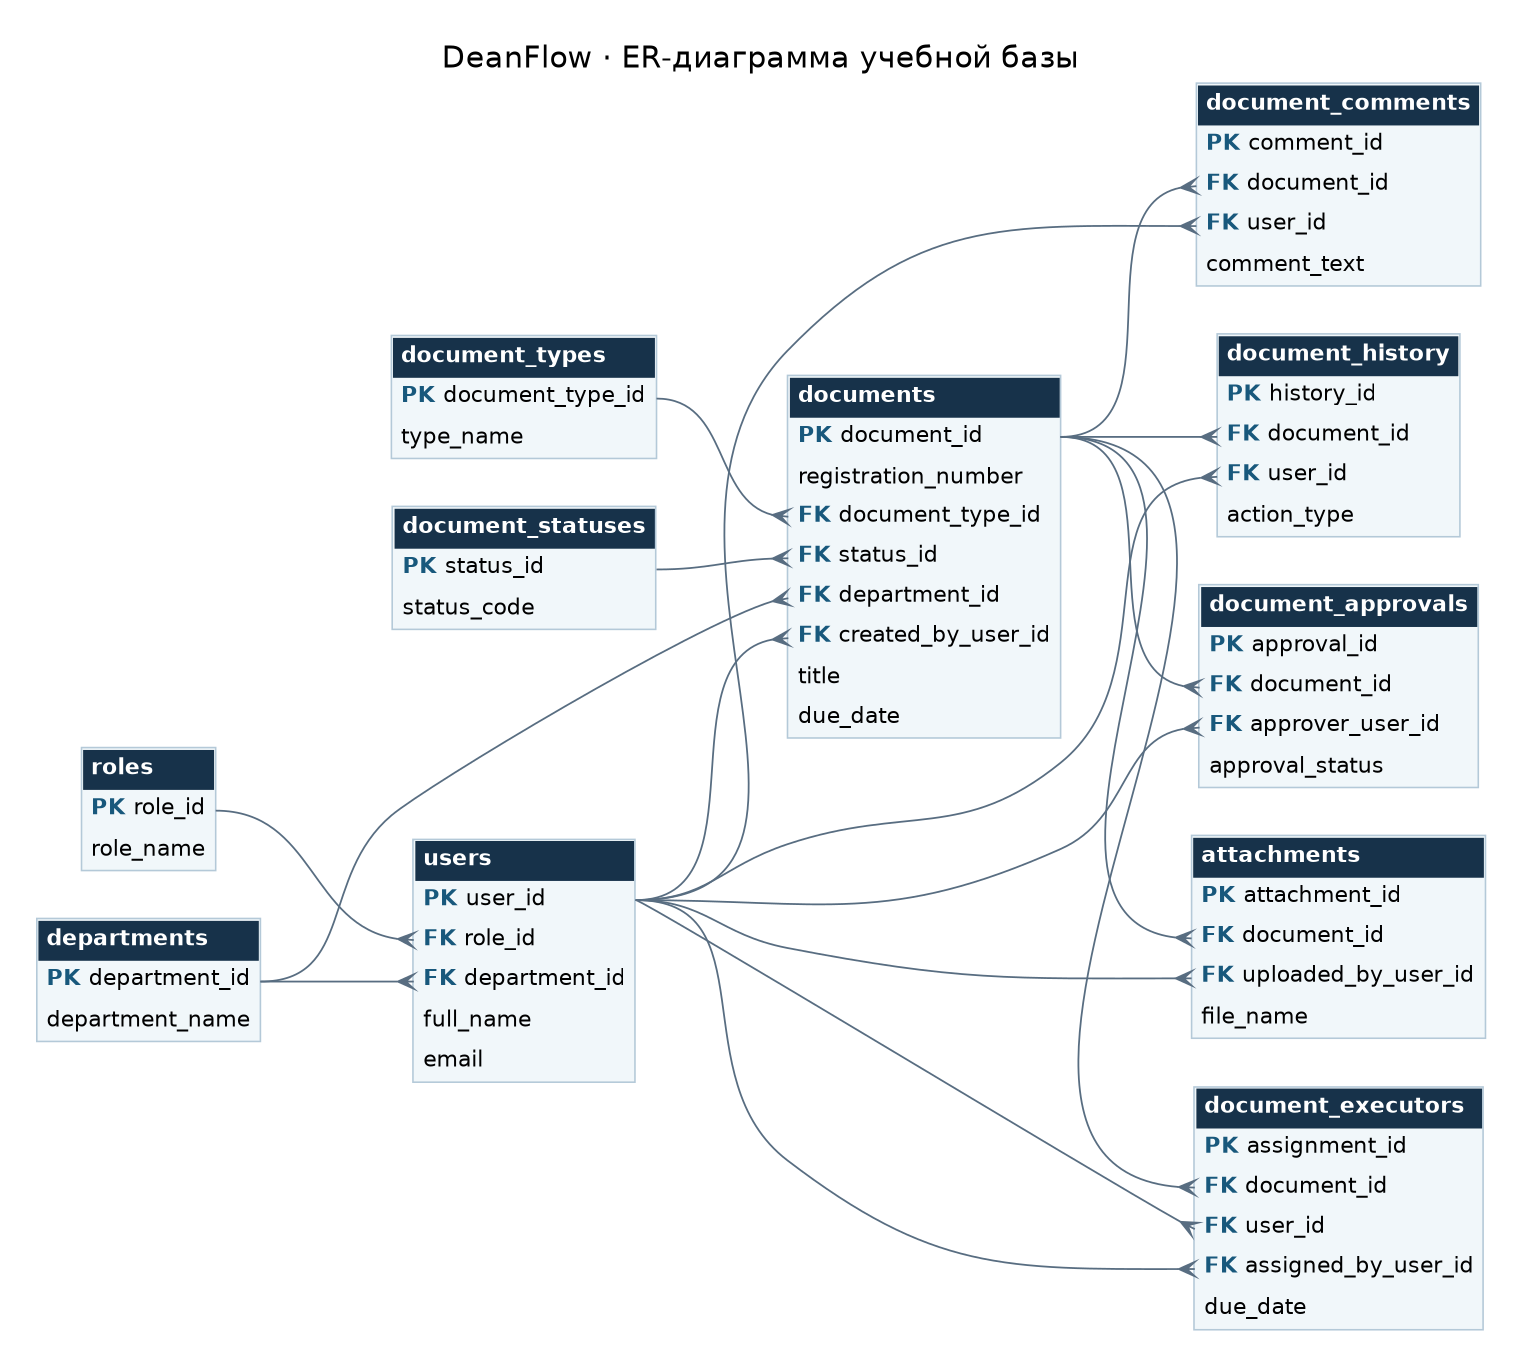 DeanFlow · ER-диаграмма учебной базы
document_comments
PK comment_id
FK document_id
FK user_id
comment_text
document_types
PK document_type_id
type_name
document_statuses
PK status_id
status_code
documents
PK document_id
registration_number
FK document_type_id
FK status_id
FK department_id
FK created_by_user_id
title
due_date
document_history
PK history_id
FK document_id
FK user_id
action_type
document_approvals
PK approval_id
FK document_id
FK approver_user_id
approval_status
roles
PK role_id
role_name
departments
PK department_id
department_name
users
PK user_id
FK role_id
FK department_id
full_name
email
attachments
PK attachment_id
FK document_id
FK uploaded_by_user_id
file_name
document_executors
PK assignment_id
FK document_id
FK user_id
FK assigned_by_user_id
due_date